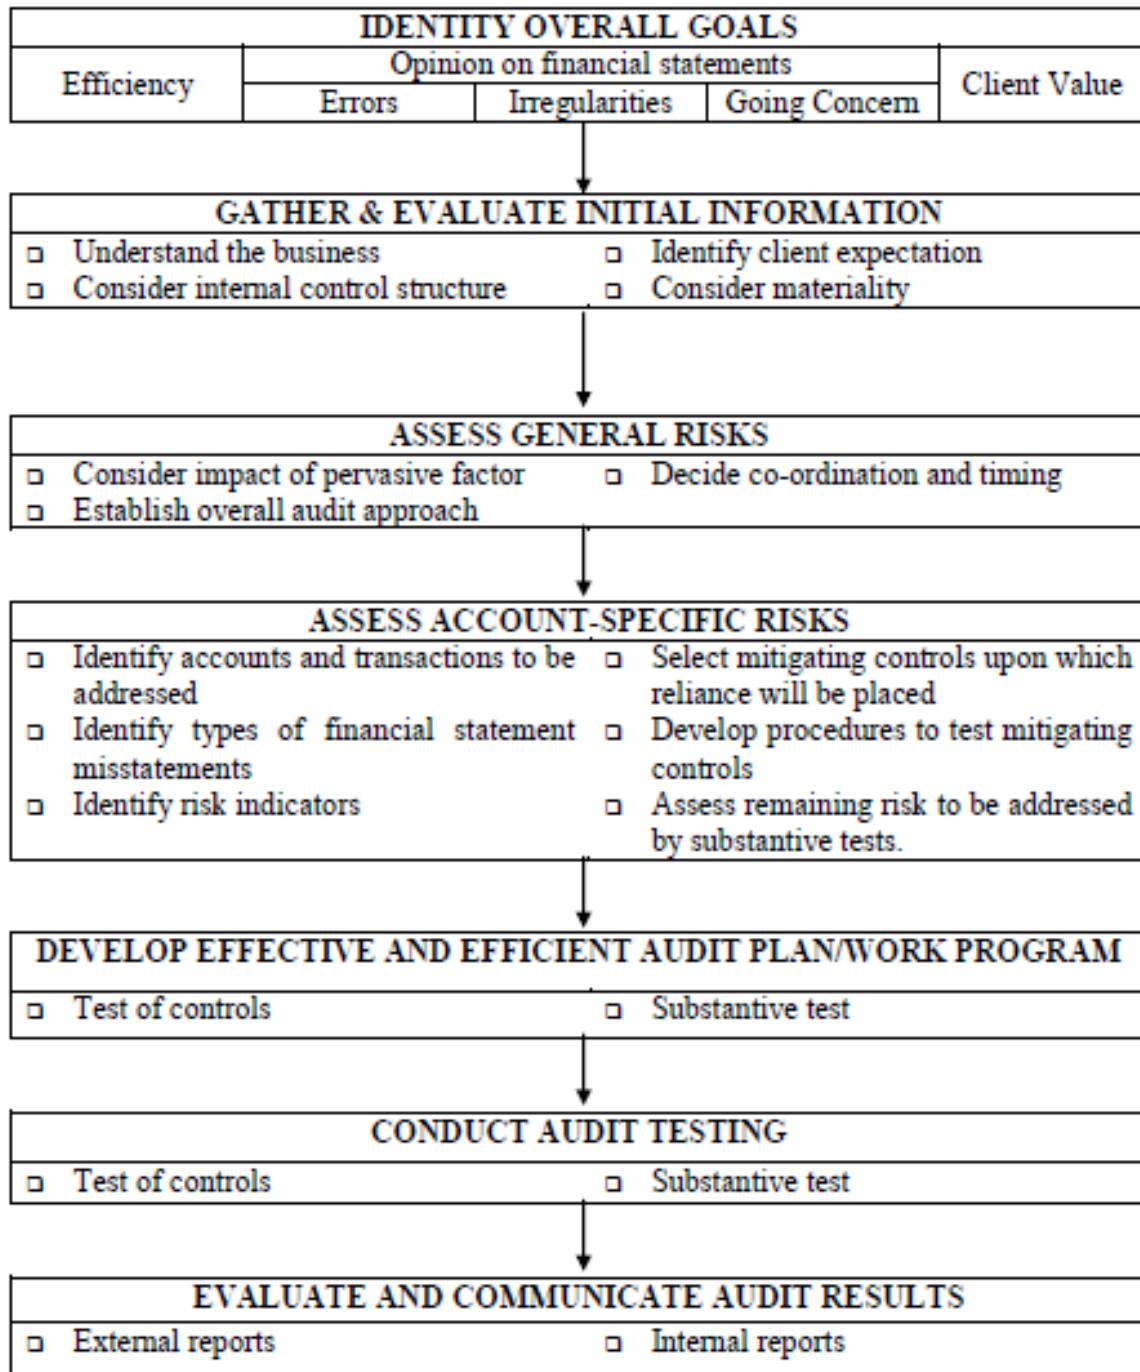 IDENTITY OVERALL GOALS
Efficiency
Opinion on financial statements
Client Value
Errors
Irregularities
Going Concern
GATHER & EVALUATE INITIAL INFORMATION
Understand the business
Identify client expectation
Consider internal control structure
Consider materiality
ASSESS GENERAL RISKS
Consider impact of pervasive factor
Decide co-ordination and timing
Establish overall audit approach
ASSESS ACCOUNT-SPECIFIC RISKS
Identify accounts and transactions to be
addressed
Identify types of financial statement
misstatements
Identify risk indicators
Select mitigating controls upon which
reliance will be placed
Develop procedures to test mitigating
controls
Assess remaining risk to be addressed
by substantive tests.
DEVELOP EFFECTIVE AND EFFICIENT AUDIT PLAN/WORK PROGRAM
Test of controls
Substantive test
CONDUCT AUDIT TESTING
Test of controls
Substantive test
EVALUATE AND COMMUNICATE AUDIT RESULTS
External reports
Internal reports